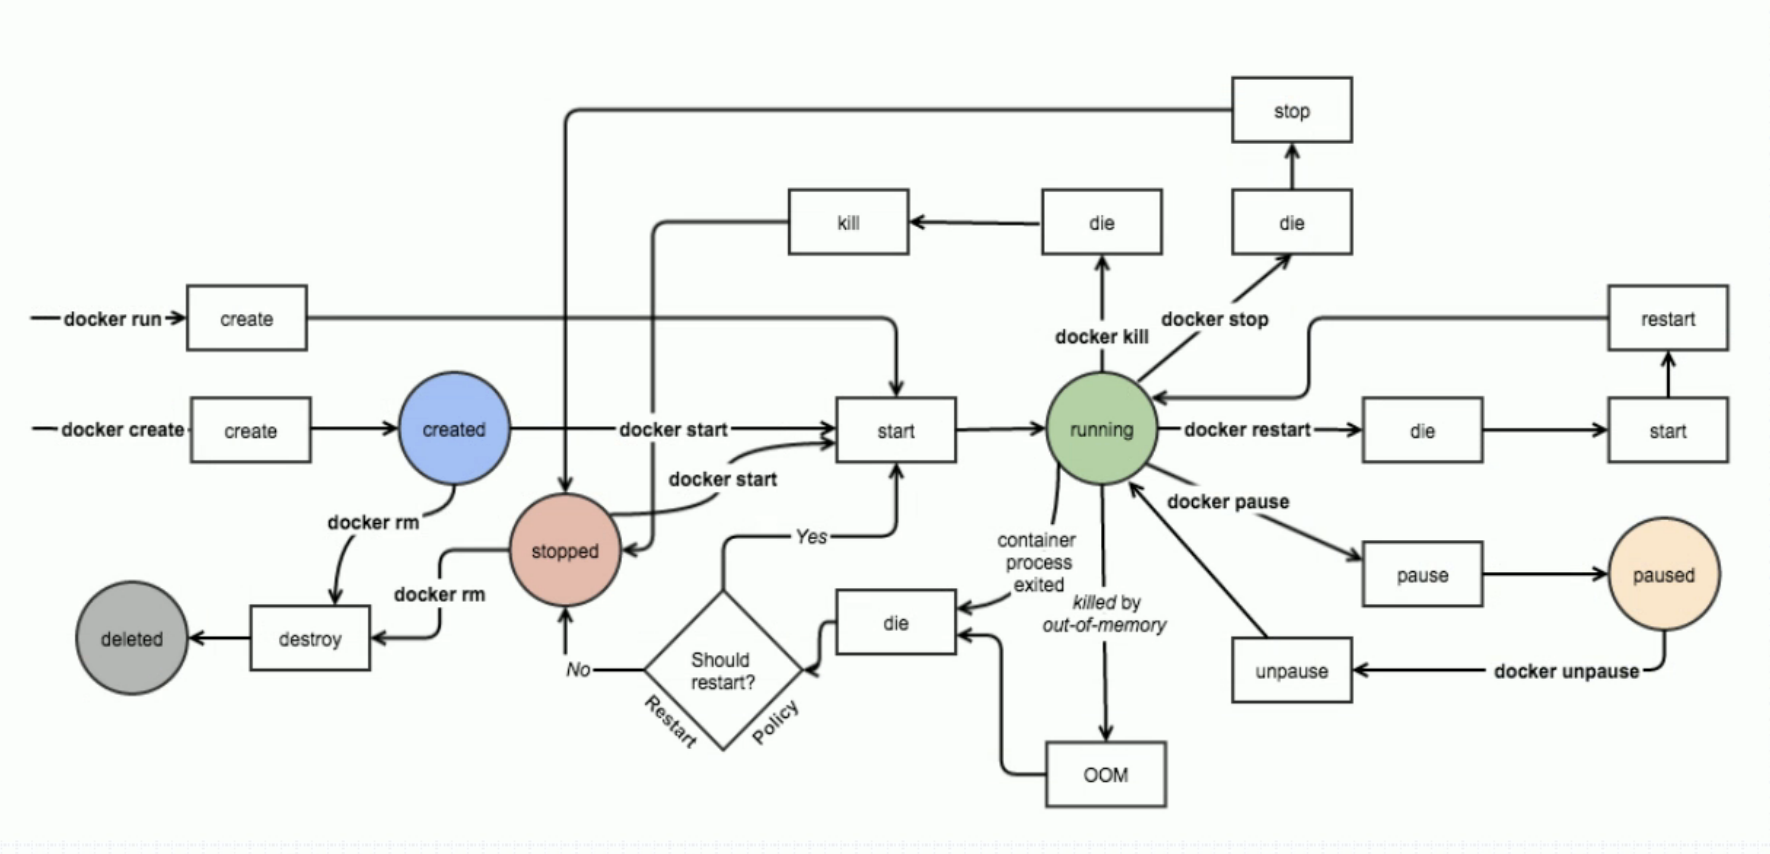 stop
kill
die
die
docker run
create
docker kill
docker stop
restart
docker create
create
created
docker start
start
running
docker restart
die
start
docker start
docker pause
docker rm
Yes
stopped
container
process
exited
pause
paused
docker rm
killed by
out-of-memory
deleted
destroy
die
No
Should
restart?
Restart
Policy
unpause
docker unpause
OOM